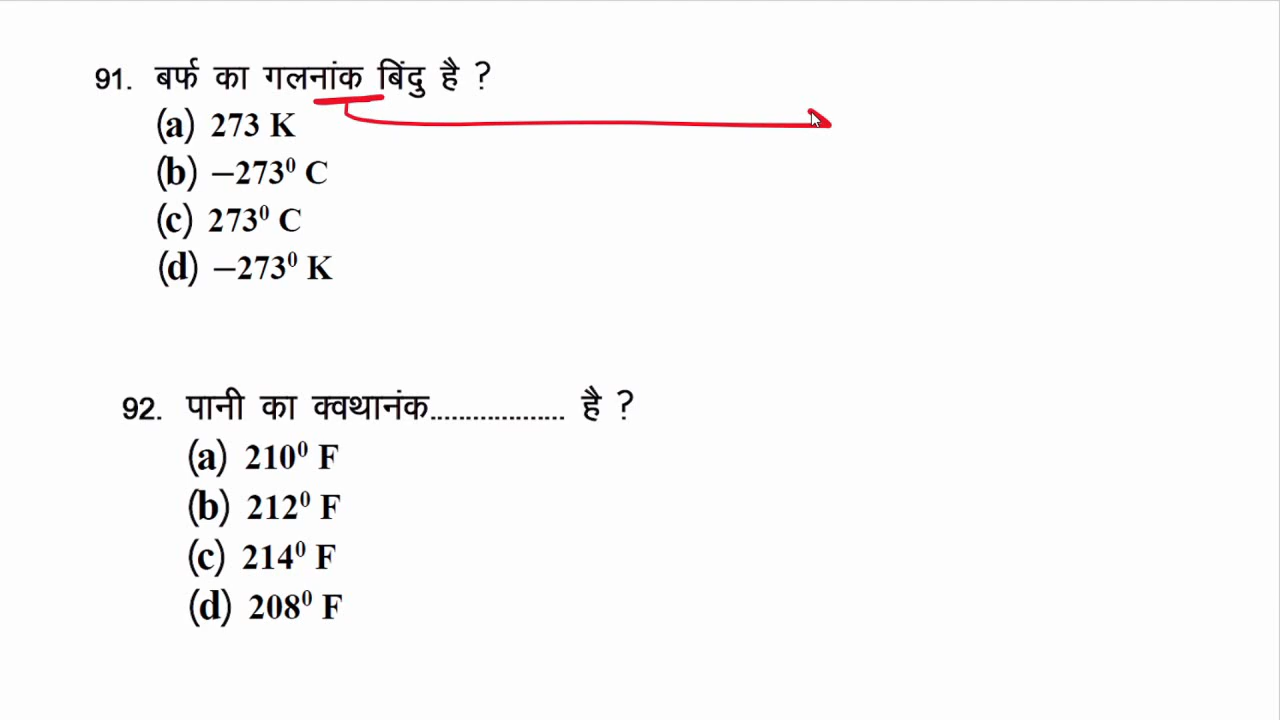 91. बर्फ का गलनांक बिंदु है ?
(a) 273 K
(b) –273⁰ C
(c) 273⁰ C
(d) –273⁰ K
92. पानी का क्वथानंक................... है ?
(a) 210⁰ F
(b) 212⁰ F
(c) 214⁰ F
(d) 208⁰ F